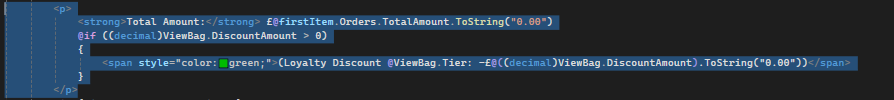 <p>
<strong>Total Amount:</strong> £@firstItem.Orders.TotalAmount.ToString("0.00")
@if ((decimal)ViewBag.DiscountAmount > 0)
{
<span style="color:green;">(Loyalty Discount @ViewBag.Tier: -£@((decimal)ViewBag.DiscountAmount).ToString("0.00"))</span>
}
</p>